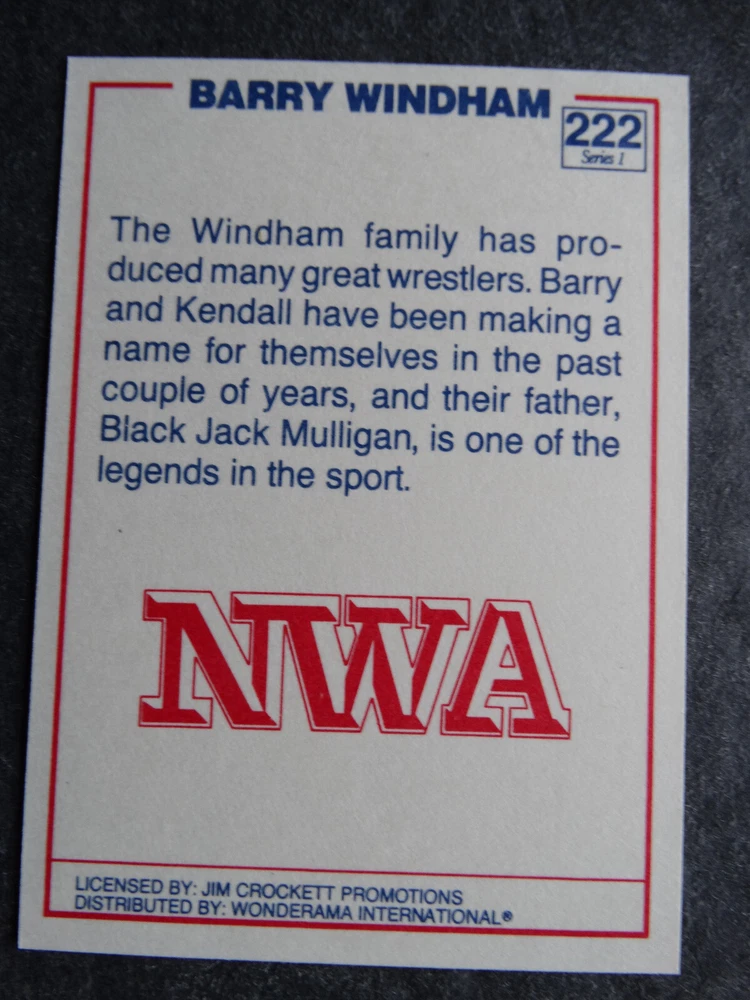 BARRY WINDHAM
222
Series 1
The Windham family has pro-
duced many great wrestlers. Barry
and Kendall have been making a
name for themselves in the past
couple of years, and their father,
Black Jack Mulligan, is one of the
legends in the sport.
NWA
LICENSED BY: JIM CROCKETT PROMOTIONS
DISTRIBUTED BY: WONDERAMA INTERNATIONAL®